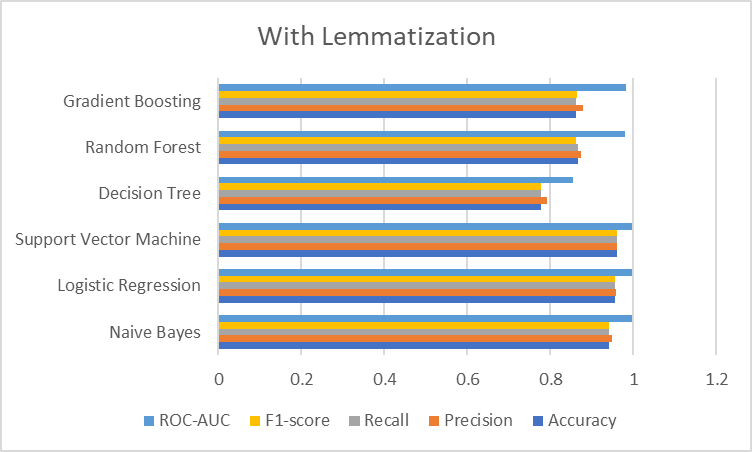 With Lemmatization
Gradient Boosting
Random Forest
Decision Tree
Support Vector Machine
Logistic Regression
Naive Bayes
0 0.2 0.4 0.6 0.8 1 1.2
ROC-AUC F1-score Recall Precision Accuracy